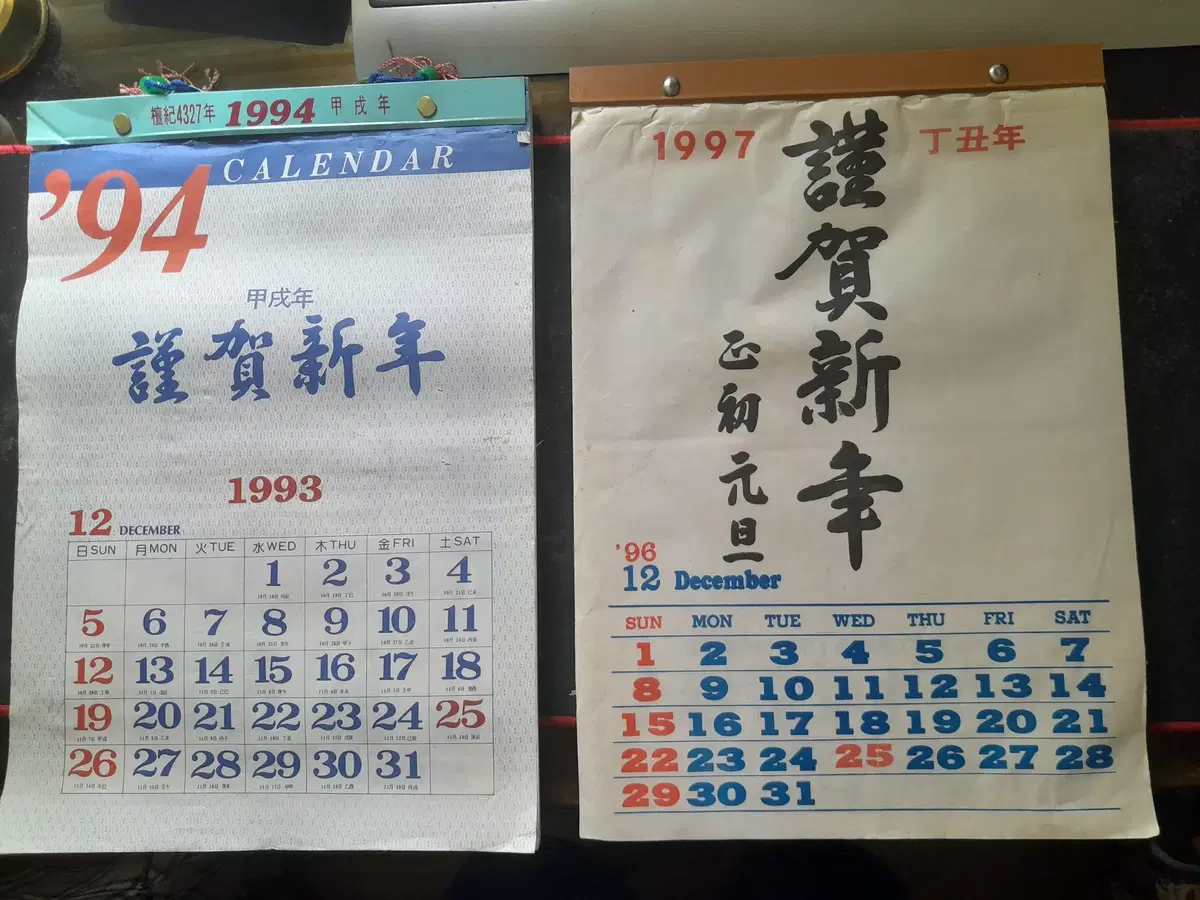 檀紀4327年 1994 甲戌年
CALENDAR
'94
甲戌年
謹賀新年
1993
12 DECEMBER
日SUN 月MON 火TUE 水WED 木THU 金FRI 土SAT
1 2 3 4
5 6 7 8 9 10 11
12 13 14 15 16 17 18
19 20 21 22 23 24 25
26 27 28 29 30 31
1997
丁丑年
謹賀新年
正初元旦
'96
12 December
SUN MON TUE WED THU FRI SAT
1 2 3 4 5 6 7
8 9 10 11 12 13 14
15 16 17 18 19 20 21
22 23 24 25 26 27 28
29 30 31